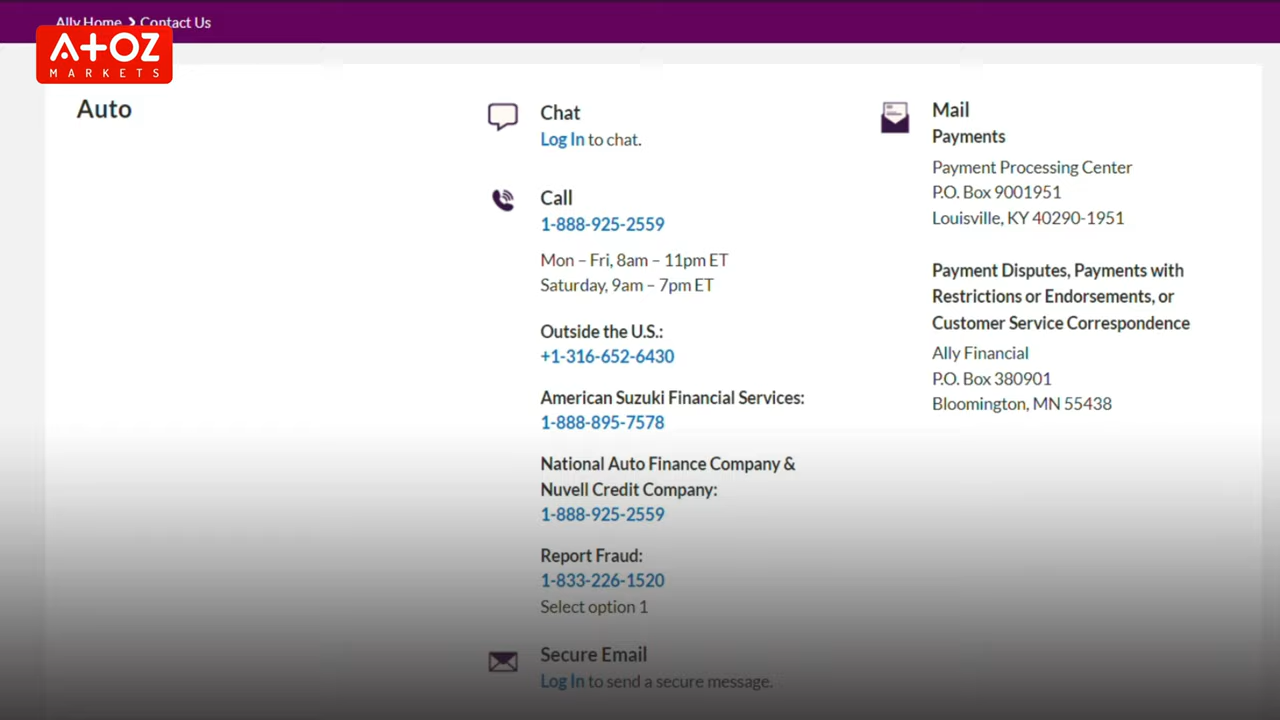 Ally Home > Contact Us
A+OZ
MARKETS
Auto
Chat
Log In to chat.
Call
1-888-925-2559
Mon – Fri, 8am – 11pm ET
Saturday, 9am – 7pm ET
Outside the U.S.:
+1-316-652-6430
American Suzuki Financial Services:
1-888-895-7578
National Auto Finance Company &
Nuvell Credit Company:
1-888-925-2559
Report Fraud:
1-833-226-1520
Select option 1
Secure Email
Log In to send a secure message.
Mail
Payments
Payment Processing Center
P.O. Box 9001951
Louisville, KY 40290-1951
Payment Disputes, Payments with
Restrictions or Endorsements, or
Customer Service Correspondence
Ally Financial
P.O. Box 380901
Bloomington, MN 55438